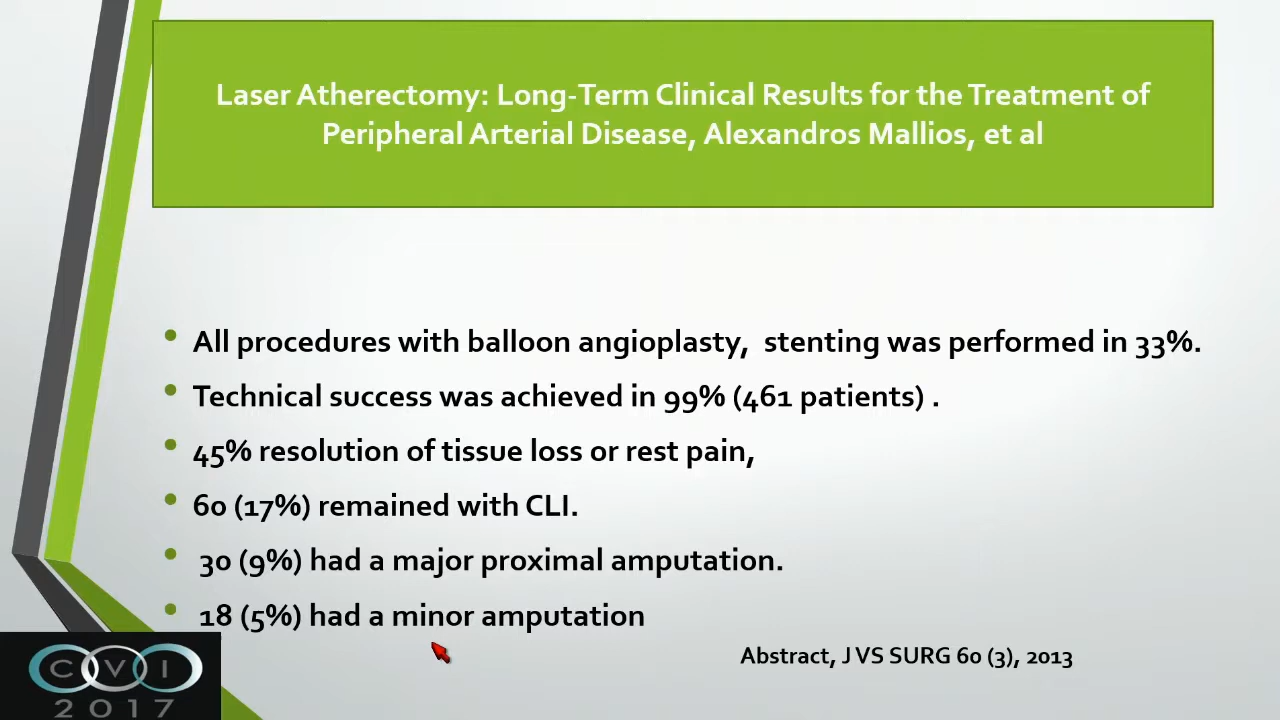 Laser Atherectomy: Long-Term Clinical Results for the Treatment of
Peripheral Arterial Disease, Alexandros Mallios, et al
• All procedures with balloon angioplasty, stenting was performed in 33%.
• Technical success was achieved in 99% (461 patients) .
• 45% resolution of tissue loss or rest pain,
• 60 (17%) remained with CLI.
• 30 (9%) had a major proximal amputation.
• 18 (5%) had a minor amputation
Abstract, J VS SURG 60 (3), 2013
CVI
2017